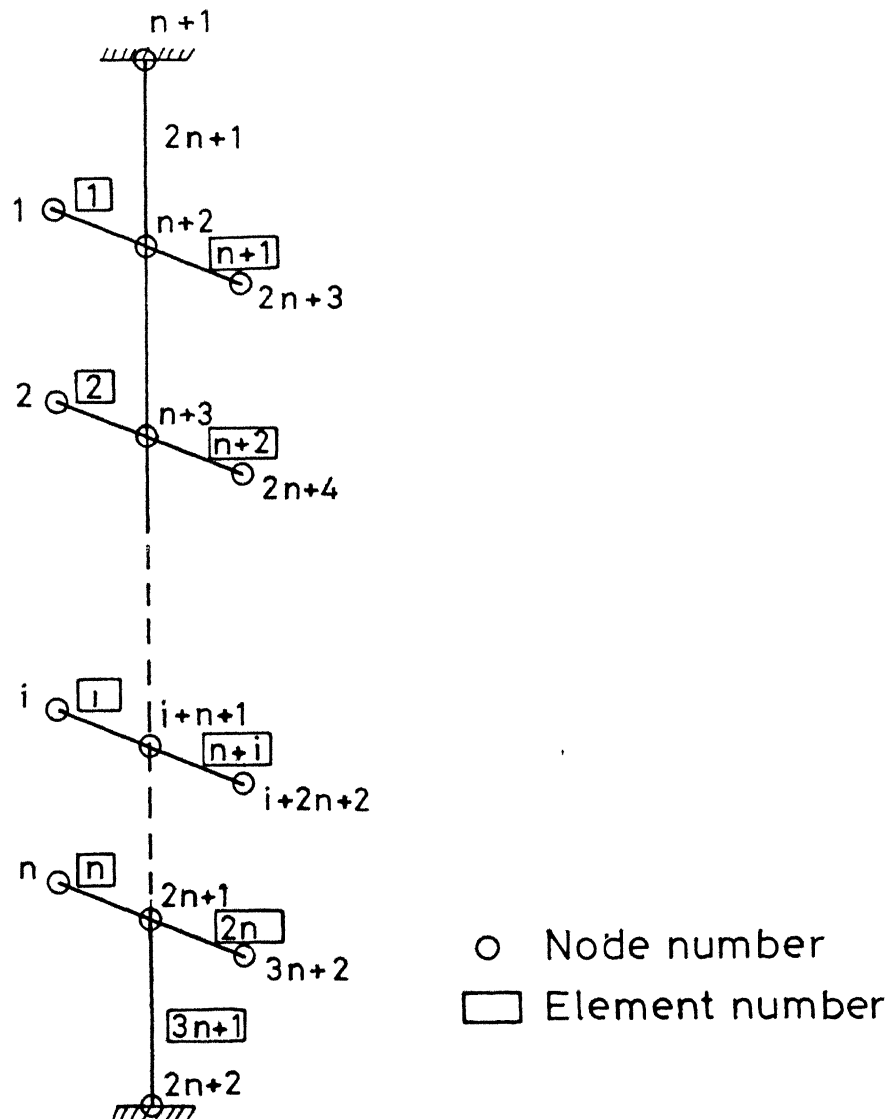 n+1
2n+1
1 1
n+2
n+1
2n+3
2 2
n+3
n+2
2n+4
i i
i+n+1
n+i
i+2n+2
n n
2n+1
2n
3n+2
3n+1
2n+2
Node number
Element number